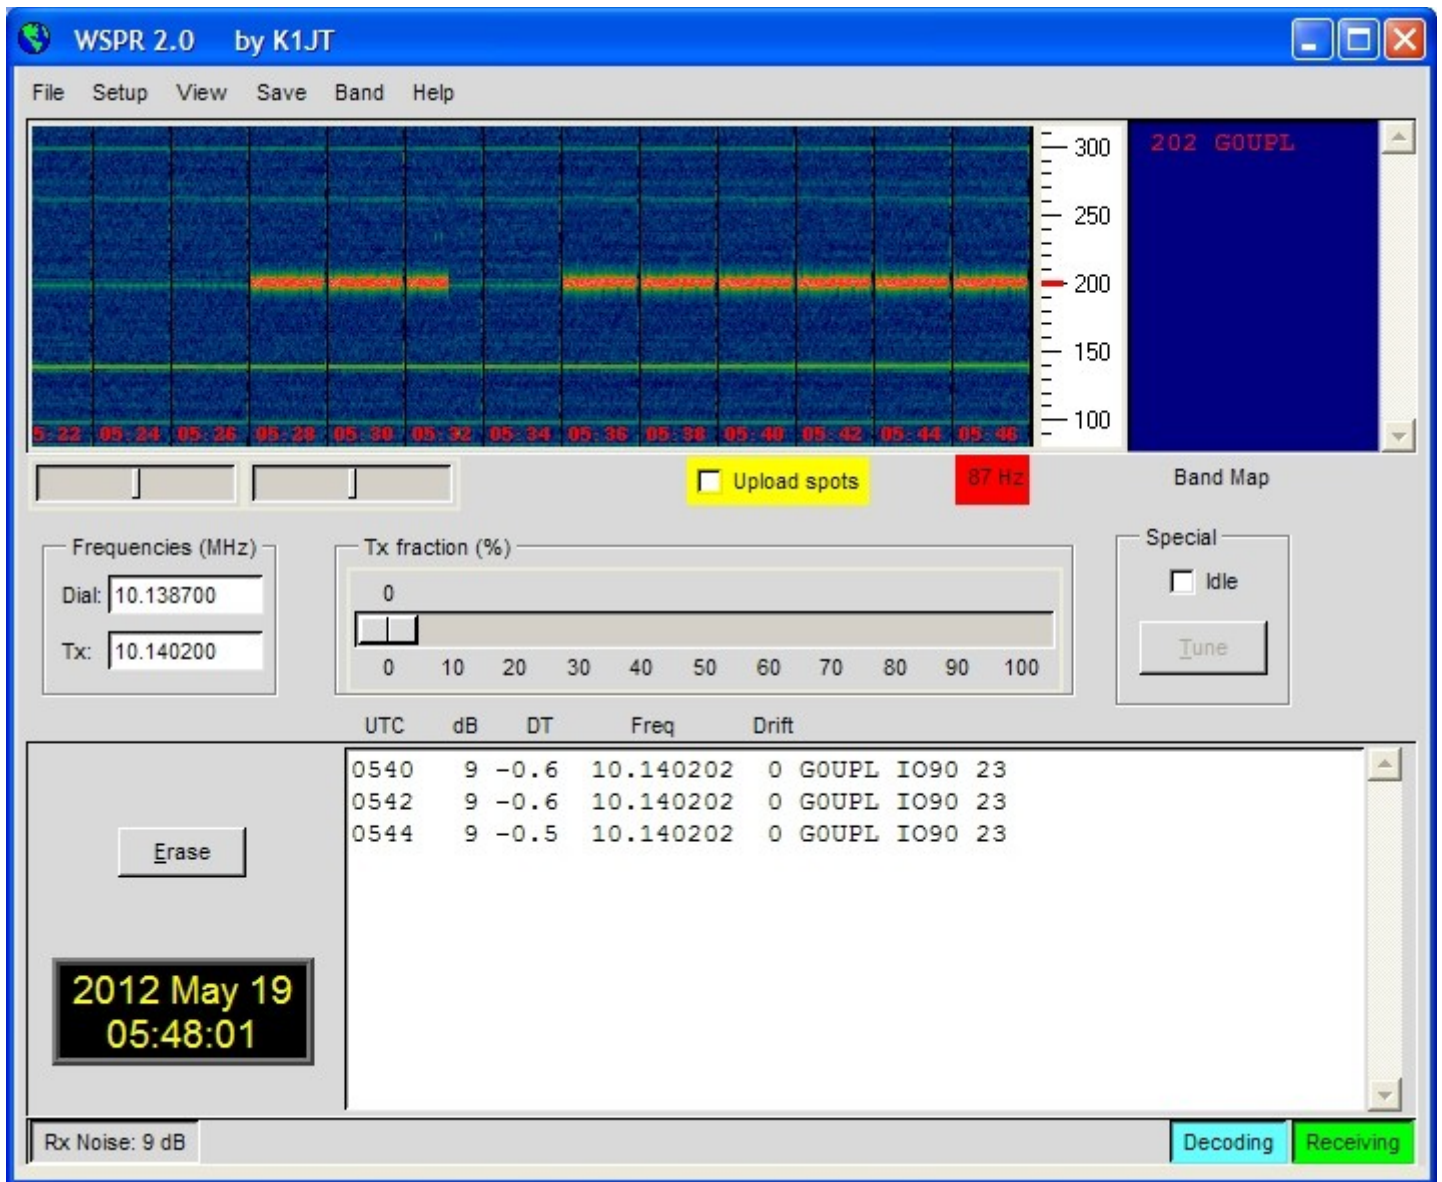 WSPR 2.0 by K1JT
File Setup View Save Band Help
300
250
200
150
100
202 G0UPL
5:22 05:24 05:26 05:28 05:30 05:32 05:34 05:36 05:38 05:40 05:42 05:44 05:46
Upload spots
87 Hz
Band Map
Frequencies (MHz)
Dial: 10.138700
Tx: 10.140200
Tx fraction (%)
0
0 10 20 30 40 50 60 70 80 90 100
Special
Idle
Tune
UTC dB DT Freq Drift
0540 9 -0.6 10.140202 0 G0UPL IO90 23
0542 9 -0.6 10.140202 0 G0UPL IO90 23
0544 9 -0.5 10.140202 0 G0UPL IO90 23
Erase
2012 May 19
05:48:01
Rx Noise: 9 dB
Decoding
Receiving